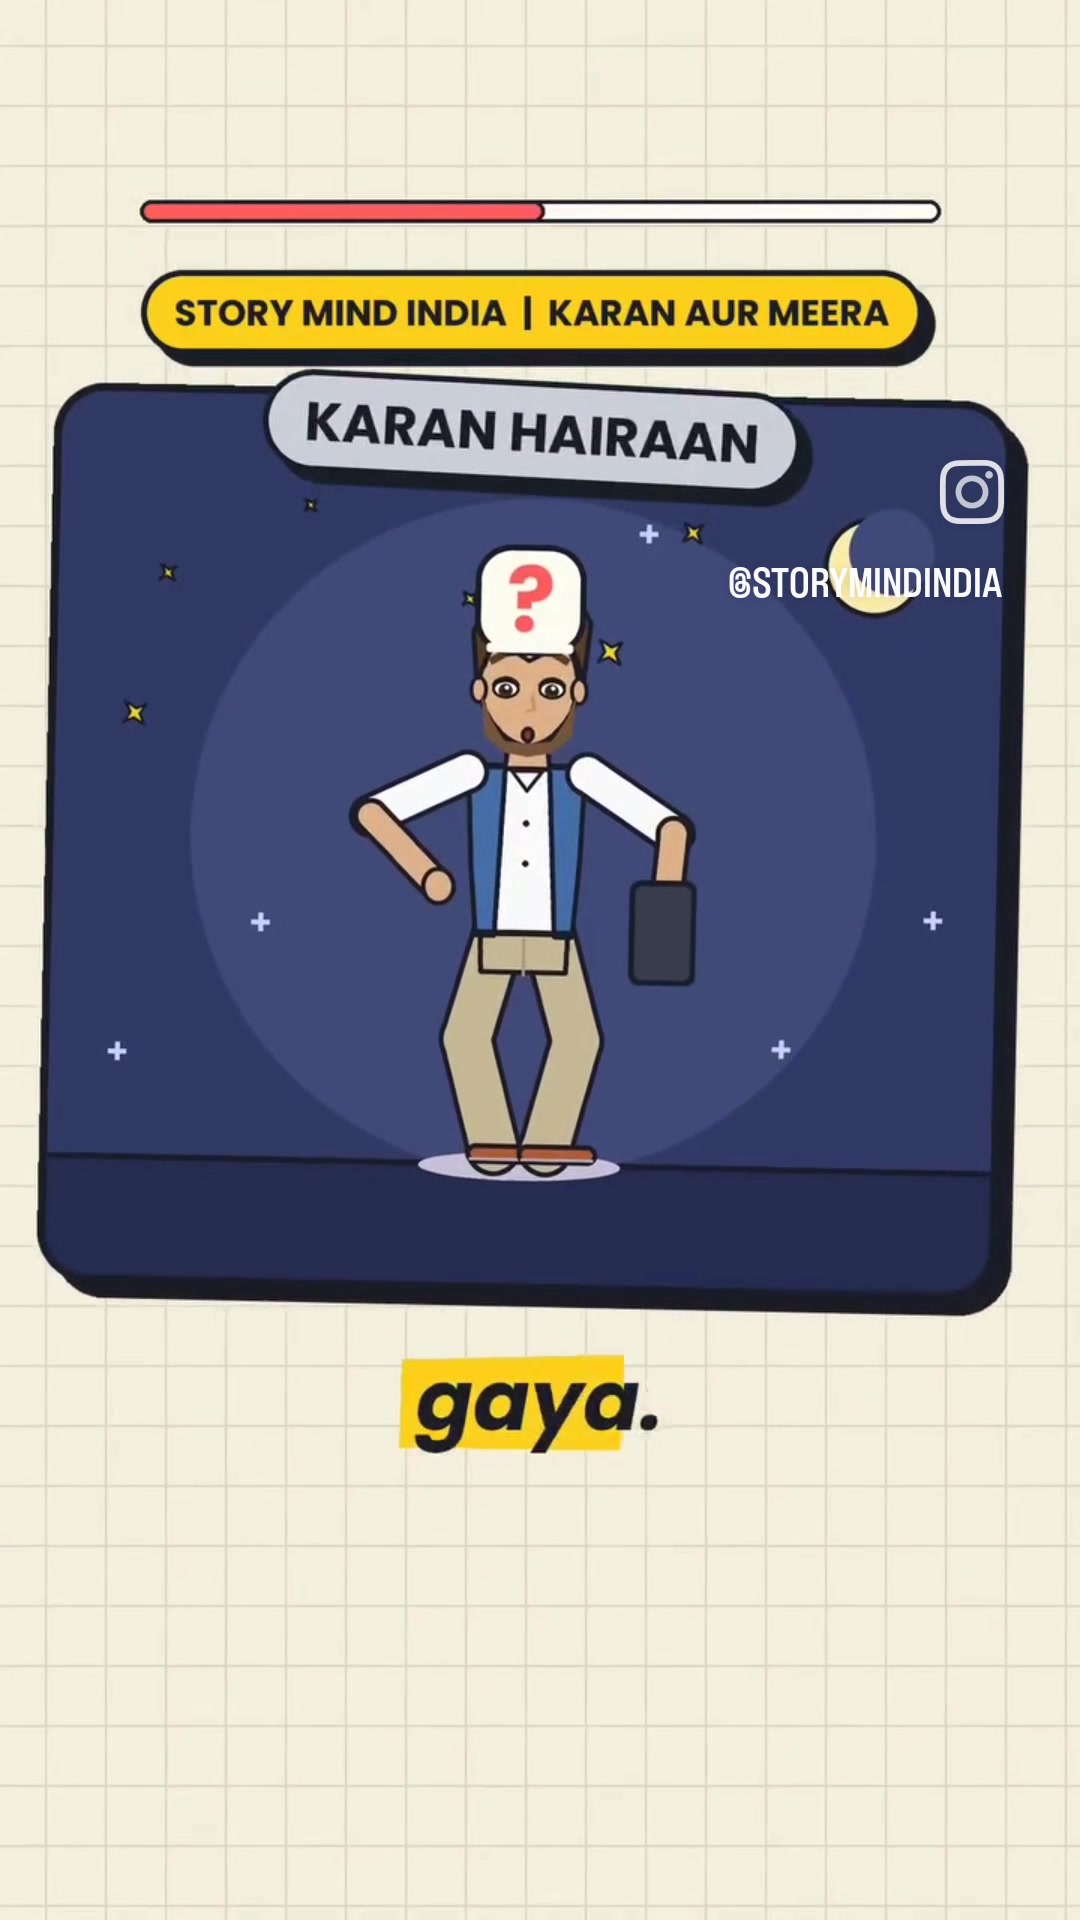 STORY MIND INDIA | KARAN AUR MEERA
KARAN HAIRAAN
@STORYMINDINDIA
?
gaya.